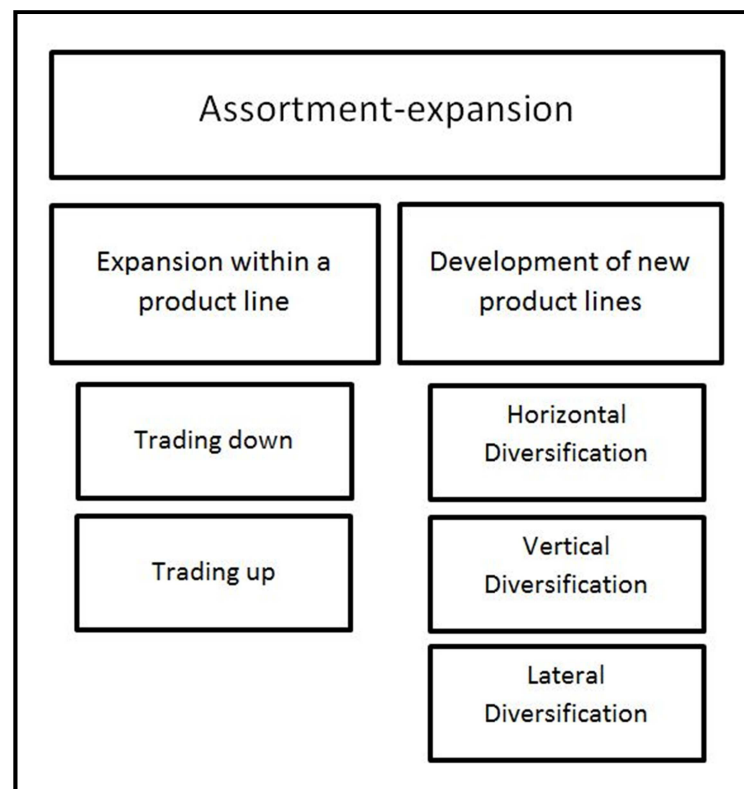 Assortment-expansion
Expansion within a
product line
Development of new
product lines
Trading down
Trading up
Horizontal
Diversification
Vertical
Diversification
Lateral
Diversification